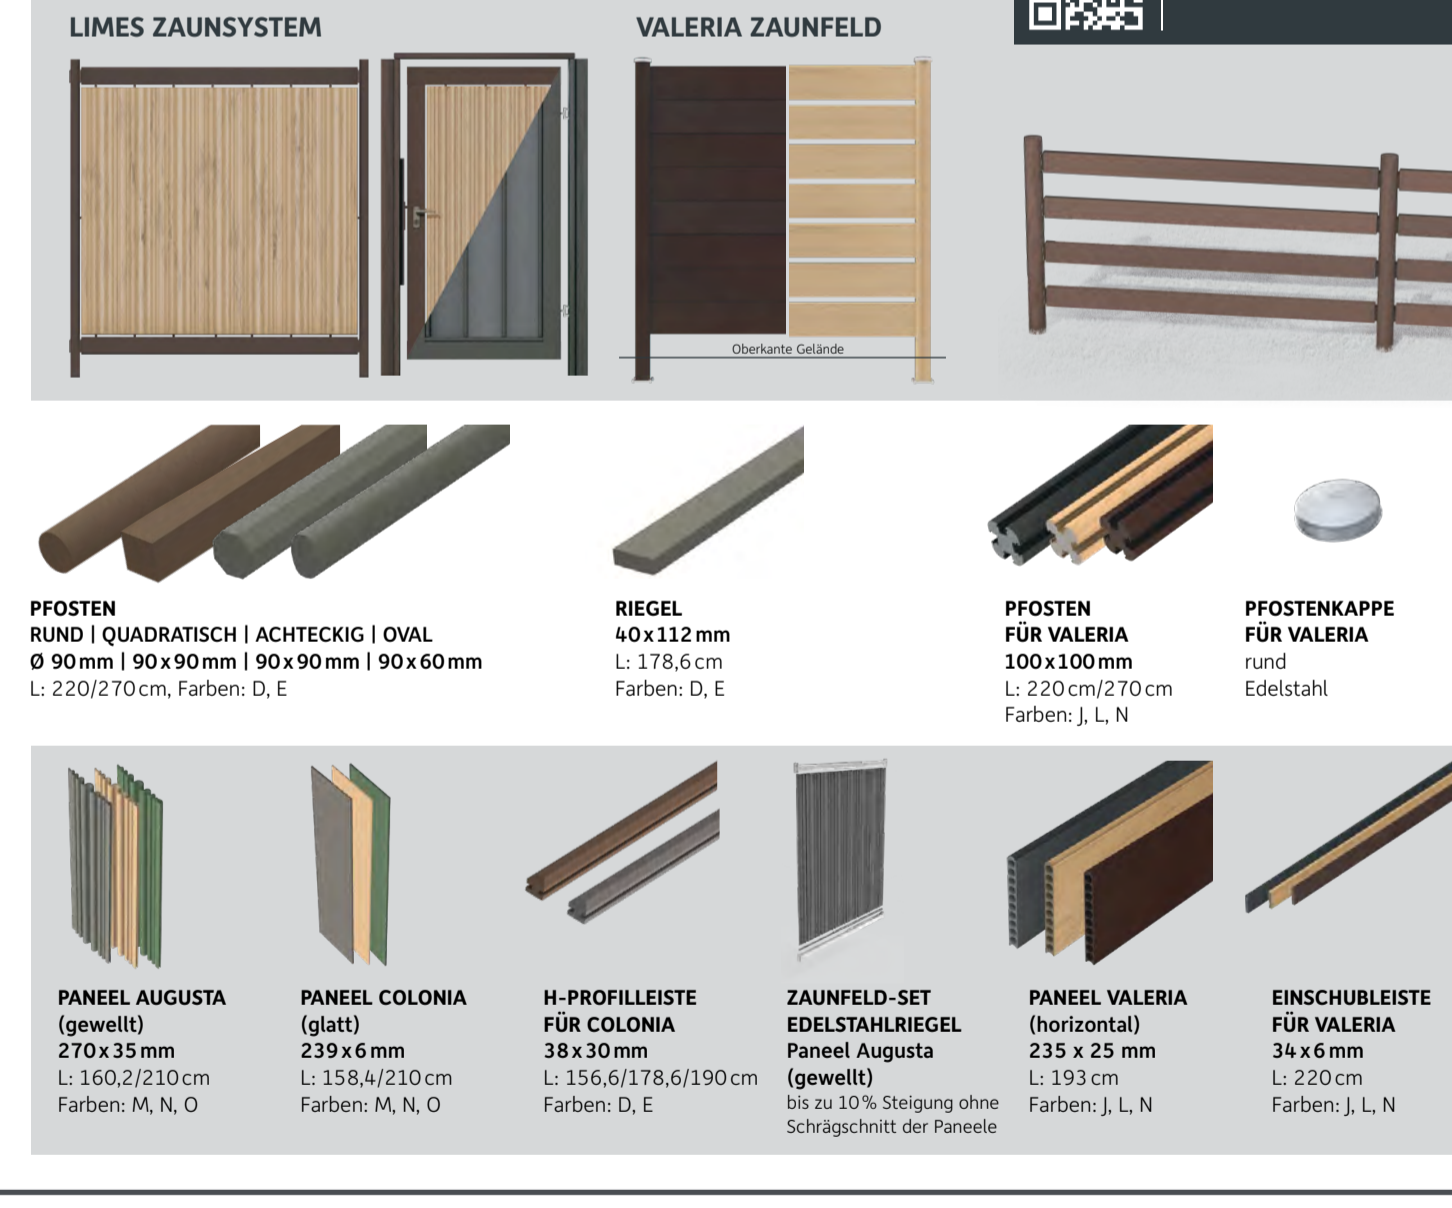 LIMES ZAUNSYSTEM
VALERIA ZAUNFELD
Oberkante Gelände
PFOSTEN
RUND | QUADRATISCH | ACHTECKIG | OVAL
Ø 90 mm | 90 x 90 mm | 90 x 90 mm | 90 x 60 mm
L: 220/270 cm, Farben: D, E
RIEGEL
40 x 112 mm
L: 178,6 cm
Farben: D, E
PFOSTEN
FÜR VALERIA
100 x 100 mm
L: 220 cm/270 cm
Farben: J, L, N
PFOSTENKAPPE
FÜR VALERIA
rund
Edelstahl
PANEEL AUGUSTA
(gewellt)
270 x 35 mm
L: 160,2/210 cm
Farben: M, N, O
PANEEL COLONIA
(glatt)
239 x 6 mm
L: 158,4/210 cm
Farben: M, N, O
H-PROFILLEISTE
FÜR COLONIA
38 x 30 mm
L: 156,6/178,6/190 cm
Farben: D, E
ZAUNFELD-SET
EDELSTAHLRIEGEL
Paneel Augusta
(gewellt)
bis zu 10 % Steigung ohne
Schrägschnitt der Paneele
PANEEL VALERIA
(horizontal)
235 x 25 mm
L: 193 cm
Farben: J, L, N
EINSCHUBLEISTE
FÜR VALERIA
34 x 6 mm
L: 220 cm
Farben: J, L, N